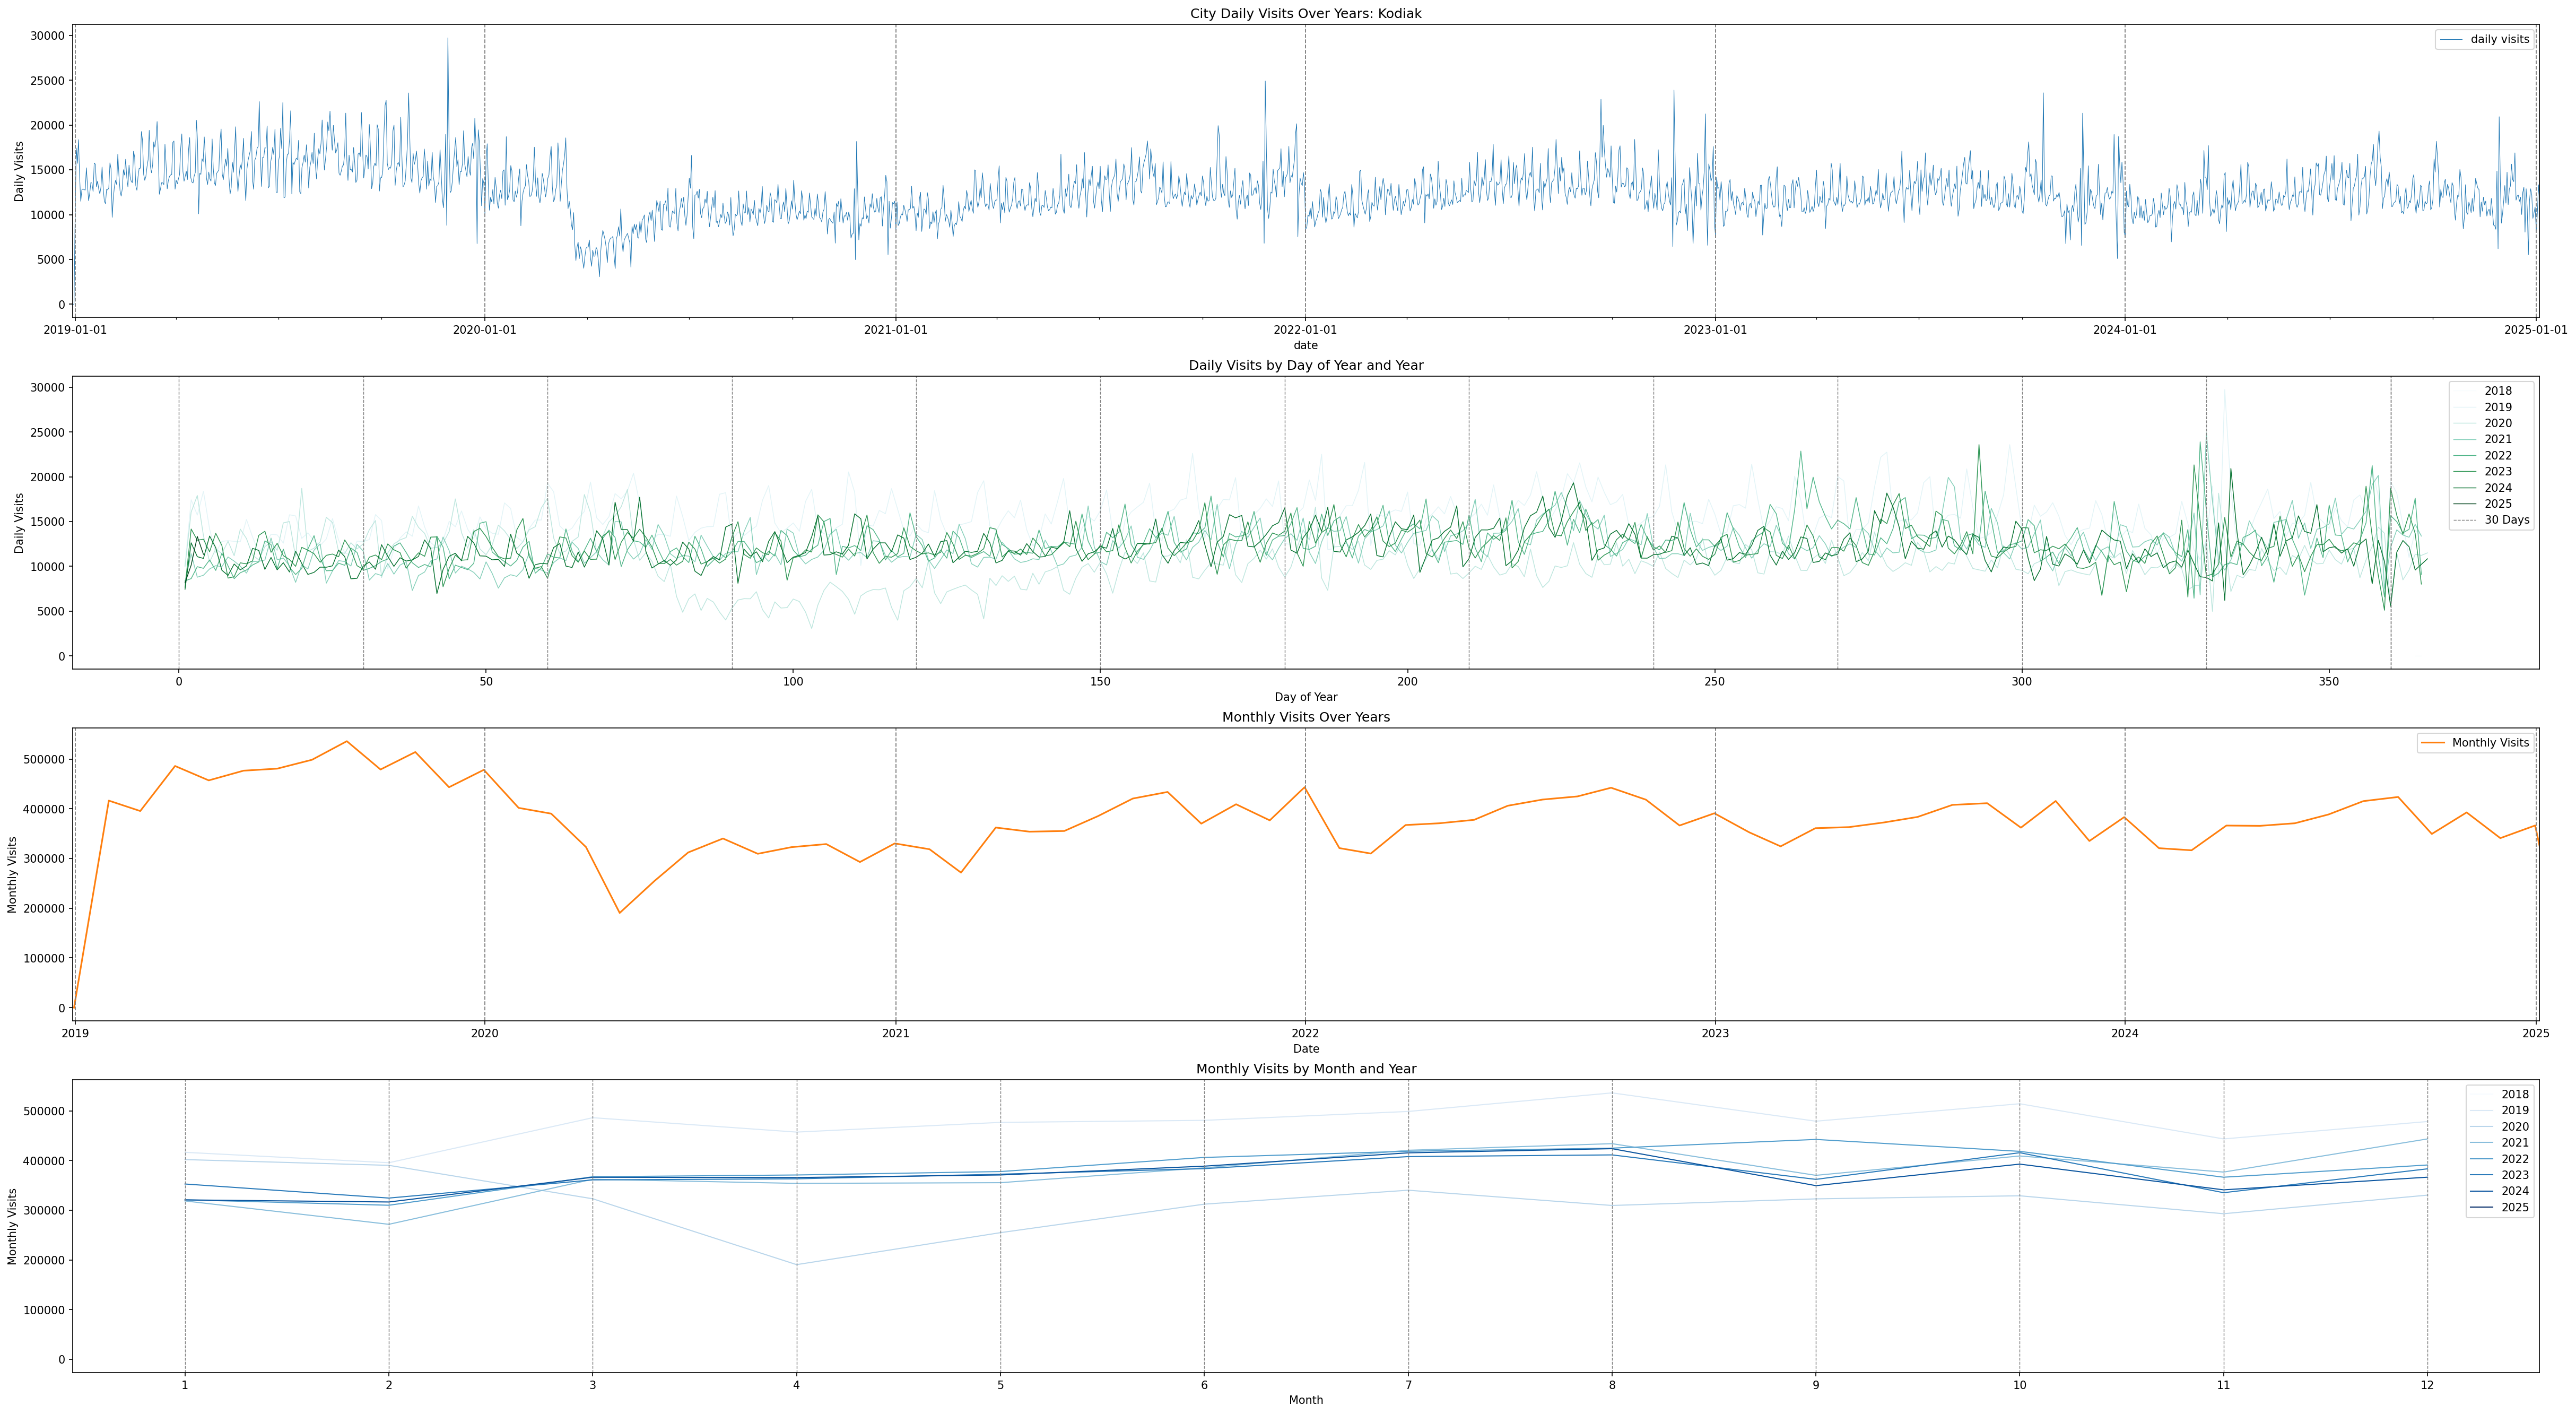 City Daily Visits Over Years: Kodiak
30000
25000
20000
15000
10000
5000
0
Daily Visits
daily visits
2019-01-01 2020-01-01 2021-01-01 2022-01-01 2023-01-01 2024-01-01 2025-01-01
date
Daily Visits by Day of Year and Year
30000
25000
20000
15000
10000
5000
0
Daily Visits
2018
2019
2020
2021
2022
2023
2024
2025
30 Days
0 50 100 150 200 250 300 350
Day of Year
Monthly Visits Over Years
500000
400000
300000
200000
100000
0
Monthly Visits
Monthly Visits
2019 2020 2021 2022 2023 2024 2025
Date
Monthly Visits by Month and Year
500000
400000
300000
200000
100000
0
Monthly Visits
2018
2019
2020
2021
2022
2023
2024
2025
1 2 3 4 5 6 7 8 9 10 11 12
Month